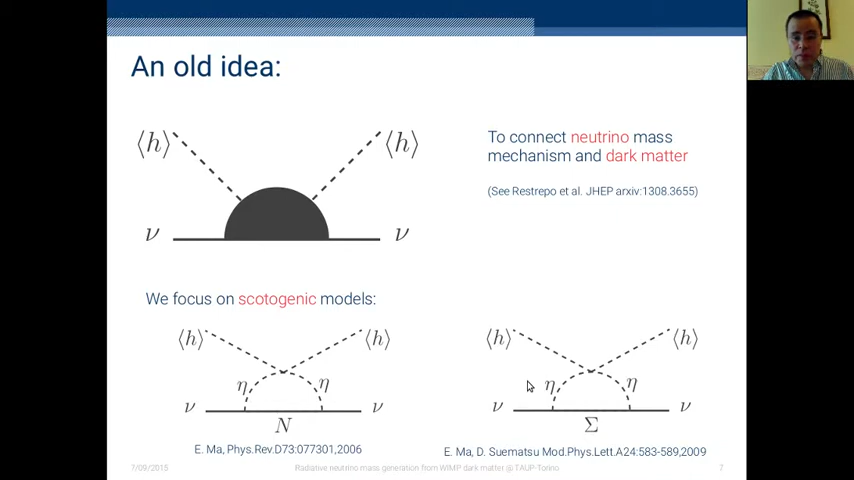 An old idea:
⟨h⟩ ⟨h⟩
ν ν
To connect neutrino mass
mechanism and dark matter
(See Restrepo et al. JHEP arxiv:1308.3655)
We focus on scotogenic models:
⟨h⟩ ⟨h⟩
η η
ν ν
N
E. Ma, Phys.Rev.D73:077301,2006
⟨h⟩ ⟨h⟩
η η
ν ν
Σ
E. Ma, D. Suematsu Mod.Phys.Lett.A24:583-589,2009
7/09/2015 Radiative neutrino mass generation from WIMP dark matter @ TAUP-Torino 7